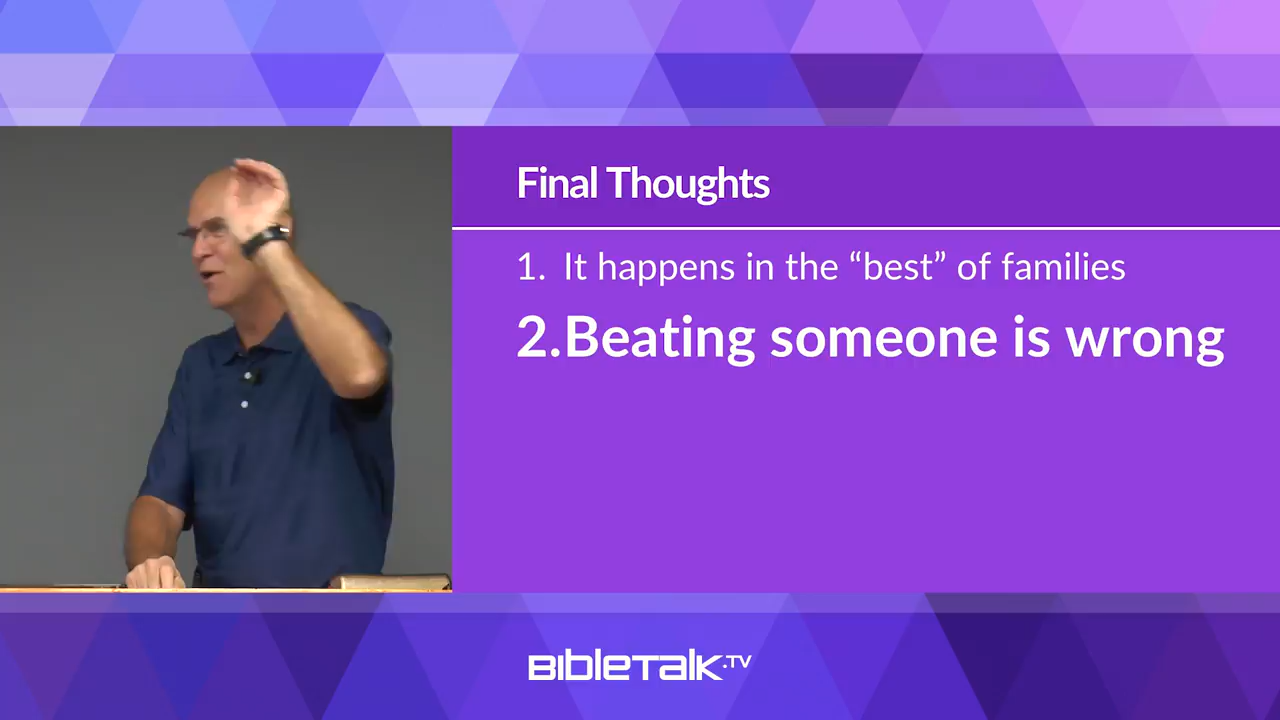 Final Thoughts
1. It happens in the “best” of families
2.Beating someone is wrong
BIBLETALK.TV